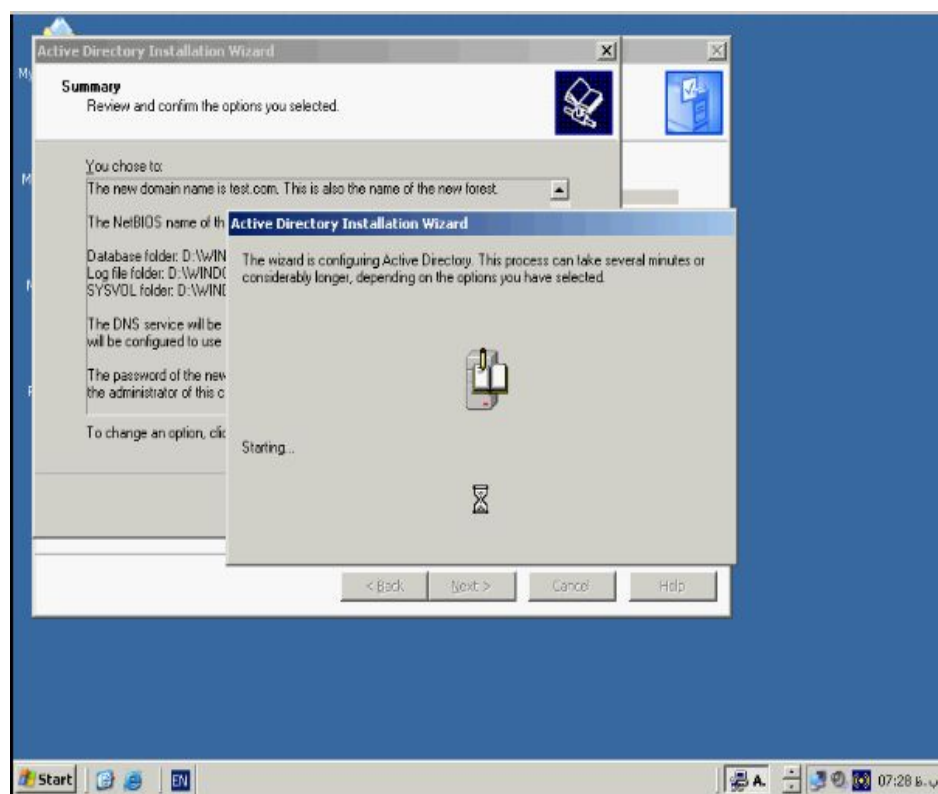 Active Directory Installation Wizard
Summary
Review and confirm the options you selected.
You chose to:
The new domain name is test.com. This is also the name of the new forest.
The NetBIOS name of th
Database folder: D:\WIN
Log file folder: D:\WIND
SYSVOL folder: D:\WIN
The DNS service will be
will be configured to use
The password of the new
the administrator of this c
To change an option, clic
Active Directory Installation Wizard
The wizard is configuring Active Directory. This process can take several minutes or
considerably longer, depending on the options you have selected.
Starting...
< Back
Next >
Cancel
Help
Start
EN
A.
07:28 ب.ظ